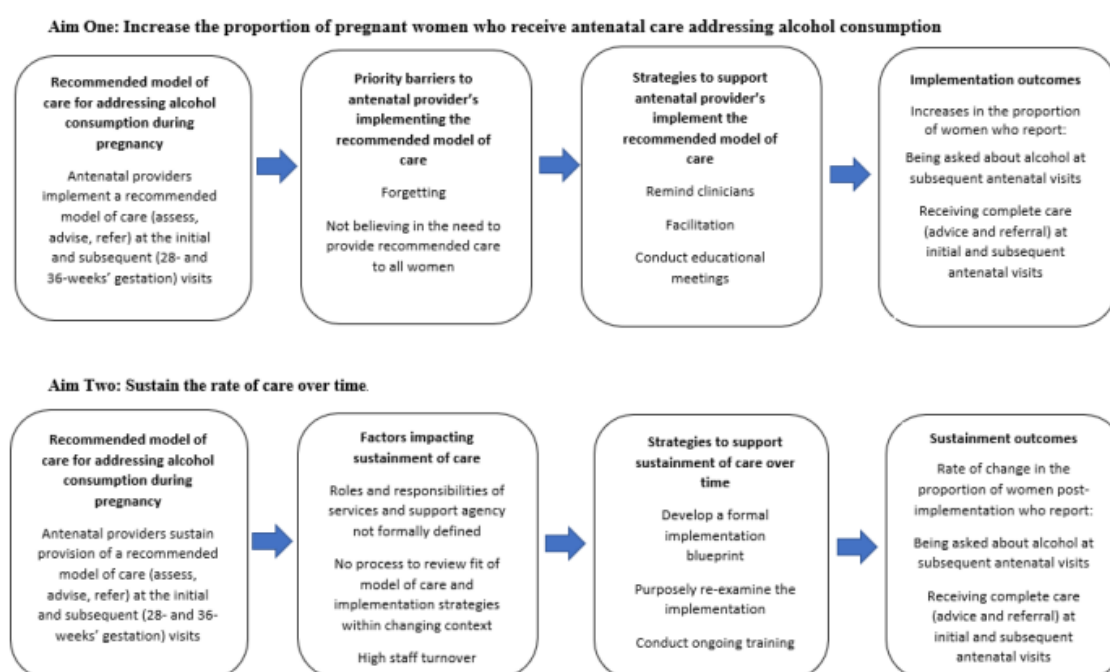 Aim One: Increase the proportion of pregnant women who receive antenatal care addressing alcohol consumption
Recommended model of
care for addressing alcohol
consumption during
pregnancy
Antenatal providers
implement a recommended
model of care (assess,
advise, refer) at the initial
and subsequent (28- and
36-weeks' gestation) visits
Priority barriers to
antenatal provider's
implementing the
recommended model of
care
Forgetting
Not believing in the need to
provide recommended care
to all women
Strategies to support
antenatal provider's
implement the
recommended model of
care
Remind clinicians
Facilitation
Conduct educational
meetings
Implementation outcomes
Increases in the proportion
of women who report:
Being asked about alcohol at
subsequent antenatal visits
Receiving complete care
(advice and referral) at
initial and subsequent
antenatal visits
Aim Two: Sustain the rate of care over time.
Recommended model of
care for addressing alcohol
consumption during
pregnancy
Antenatal providers sustain
provision of a recommended
model of care (assess,
advise, refer) at the initial
and subsequent (28- and 36-
weeks' gestation) visits
Factors impacting
sustainment of care
Roles and responsibilities of
services and support agency
not formally defined
No process to review fit of
model of care and
implementation strategies
within changing context
High staff turnover
Strategies to support
sustainment of care over
time
Develop a formal
implementation
blueprint
Purposely re-examine the
implementation
Conduct ongoing training
Sustainment outcomes
Rate of change in the
proportion of women post-
implementation who report:
Being asked about alcohol at
subsequent antenatal visits
Receiving complete care
(advice and referral) at
initial and subsequent
antenatal visits